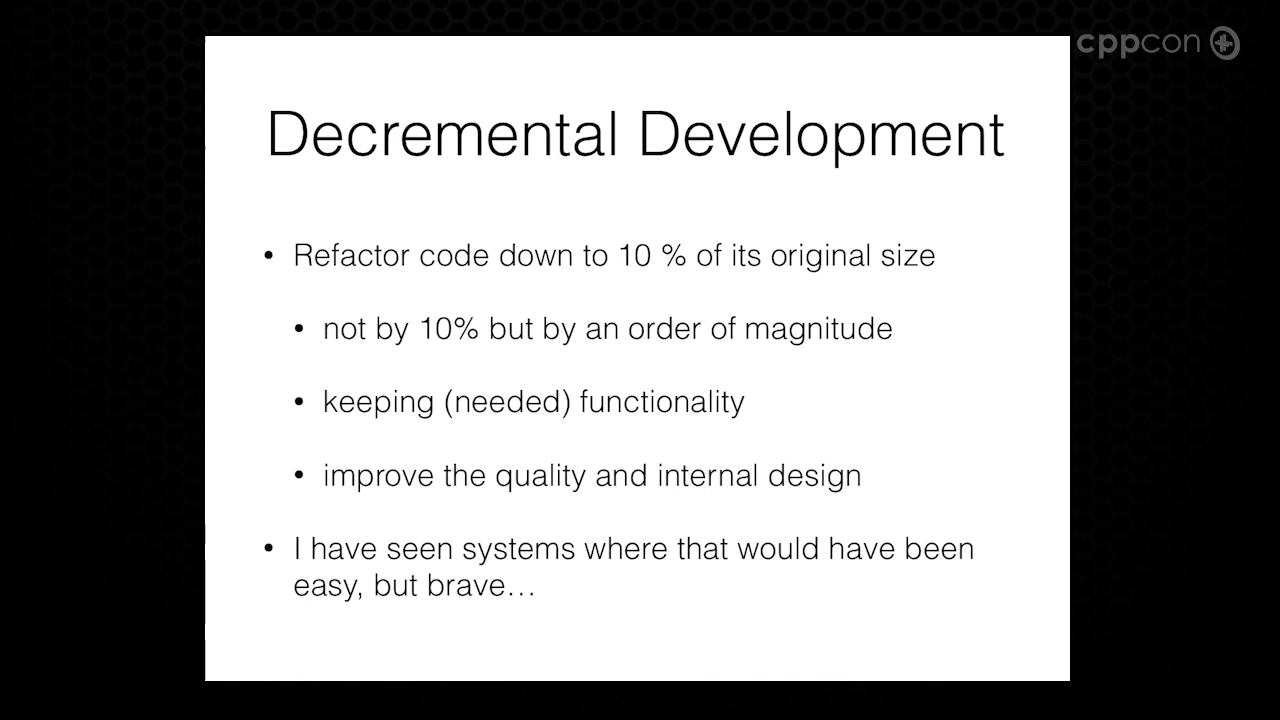 cppcon
Decremental Development
• Refactor code down to 10 % of its original size
• not by 10% but by an order of magnitude
• keeping (needed) functionality
• improve the quality and internal design
• I have seen systems where that would have been
easy, but brave…